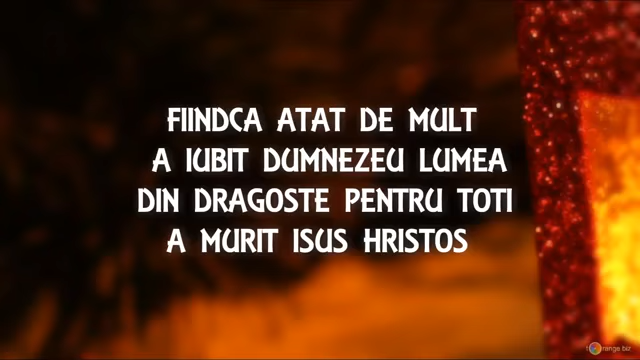 FIINDCA ATAT DE MULT
A IUBIT DUMNEZEU LUMEA
DIN DRAGOSTE PENTRU TOTI
A MURIT ISUS HRISTOS